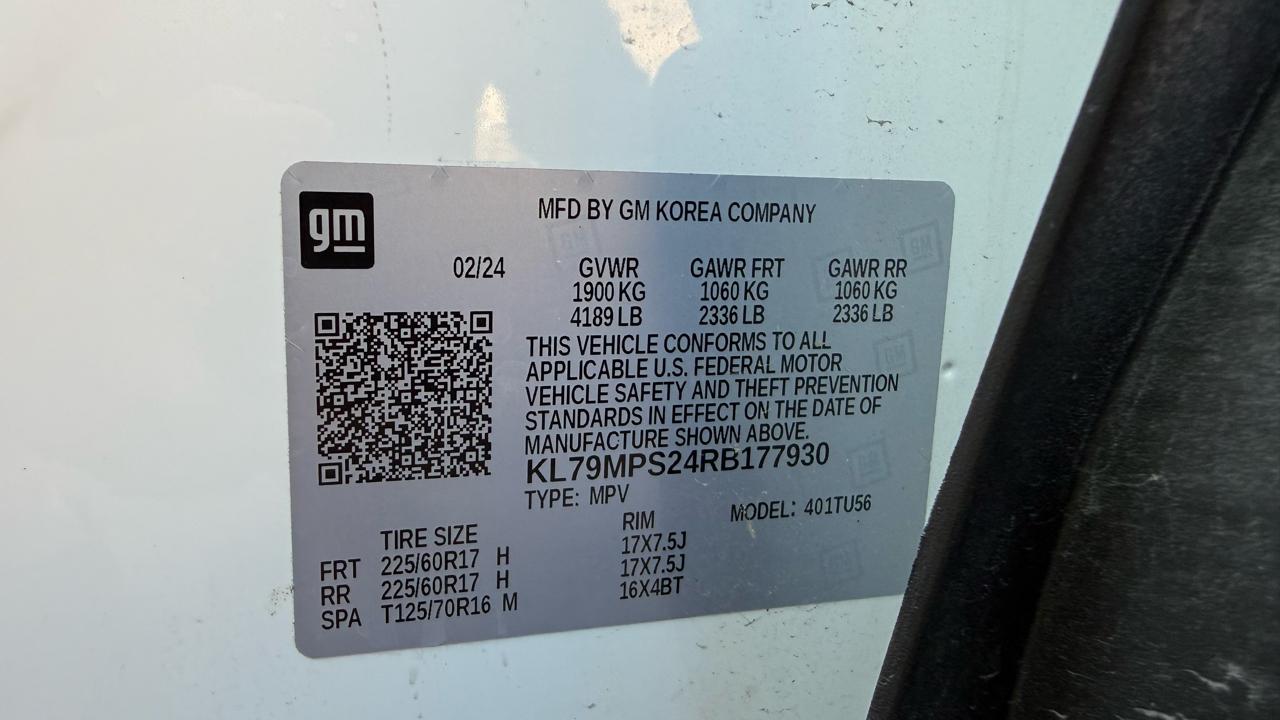 gm
MFD BY GM KOREA COMPANY
02/24 GVWR GAWR FRT GAWR RR
1900 KG 1060 KG 1060 KG
4189 LB 2336 LB 2336 LB
THIS VEHICLE CONFORMS TO ALL
APPLICABLE U.S. FEDERAL MOTOR
VEHICLE SAFETY AND THEFT PREVENTION
STANDARDS IN EFFECT ON THE DATE OF
MANUFACTURE SHOWN ABOVE.
KL79MPS24RB177930
TYPE: MPV MODEL: 401TU56
TIRE SIZE RIM
FRT 225/60R17 H 17X7.5J
RR 225/60R17 H 17X7.5J
SPA T125/70R16 M 16X4BT